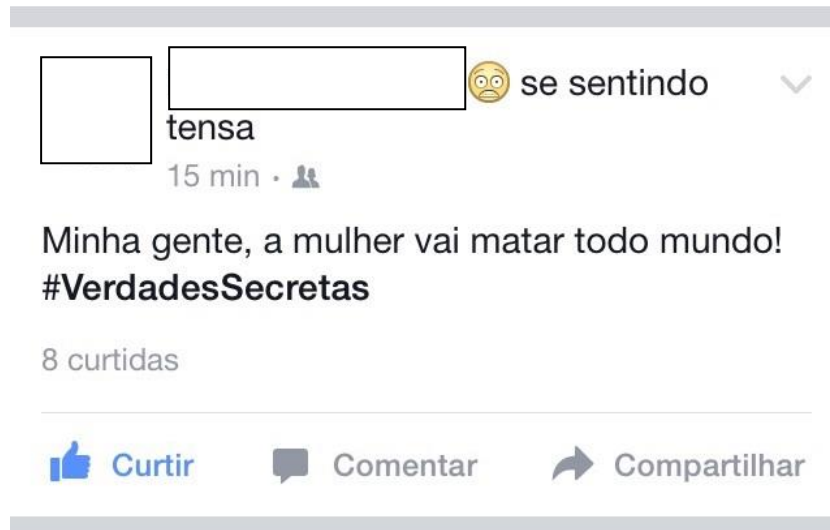 se sentindo
tensa
15 min ·
Minha gente, a mulher vai matar todo mundo!
#VerdadesSecretas
8 curtidas
Curtir Comentar Compartilhar